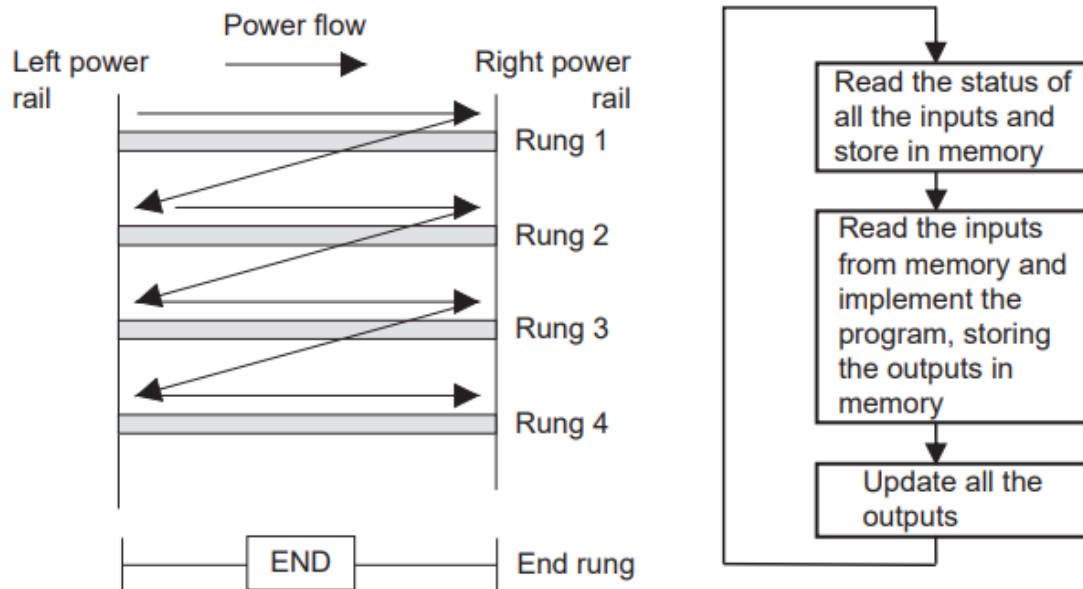 Power flow
Left power
rail
Right power
rail
Rung 1
Rung 2
Rung 3
Rung 4
END
End rung
Read the status of
all the inputs and
store in memory
Read the inputs
from memory and
implement the
program, storing
the outputs in
memory
Update all the
outputs